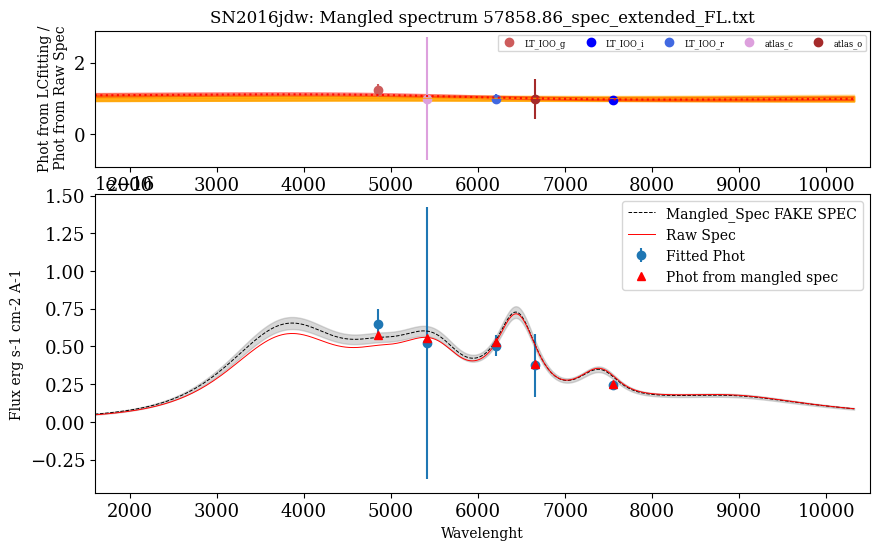 SN2016jdw: Mangled spectrum 57858.86_spec_extended_FL.txt
Phot from LCfitting /
Phot from Raw Spec
2
0
LT_IOO_g LT_IOO_i LT_IOO_r atlas_c atlas_o
2000 3000 4000 5000 6000 7000 8000 9000 10000
1e−16
1.50
1.25
1.00
0.75
0.50
0.25
0.00
−0.25
Flux erg s-1 cm-2 A-1
Mangled_Spec FAKE SPEC
Raw Spec
Fitted Phot
Phot from mangled spec
2000 3000 4000 5000 6000 7000 8000 9000 10000
Wavelenght